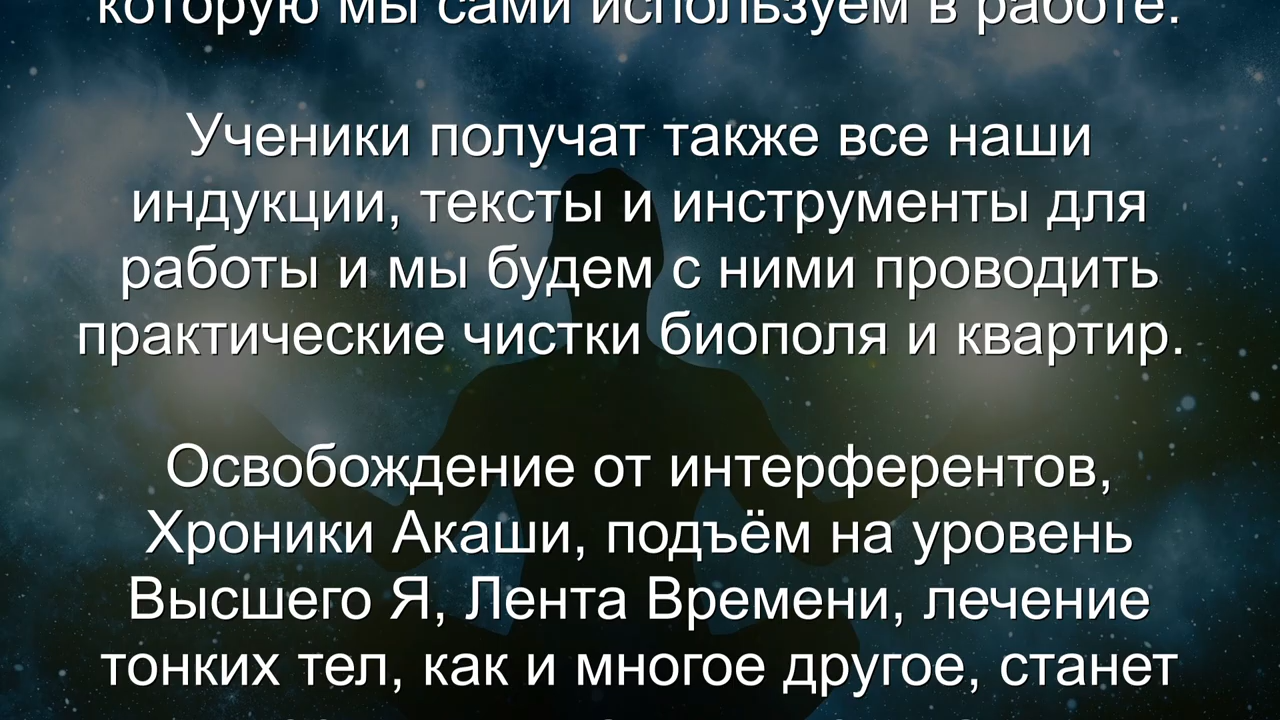 которую мы сами используем в работе.
Ученики получат также все наши
индукции, тексты и инструменты для
работы и мы будем с ними проводить
практические чистки биополя и квартир.
Освобождение от интерферентов,
Хроники Акаши, подъём на уровень
Высшего Я, Лента Времени, лечение
тонких тел, как и многое другое, станет